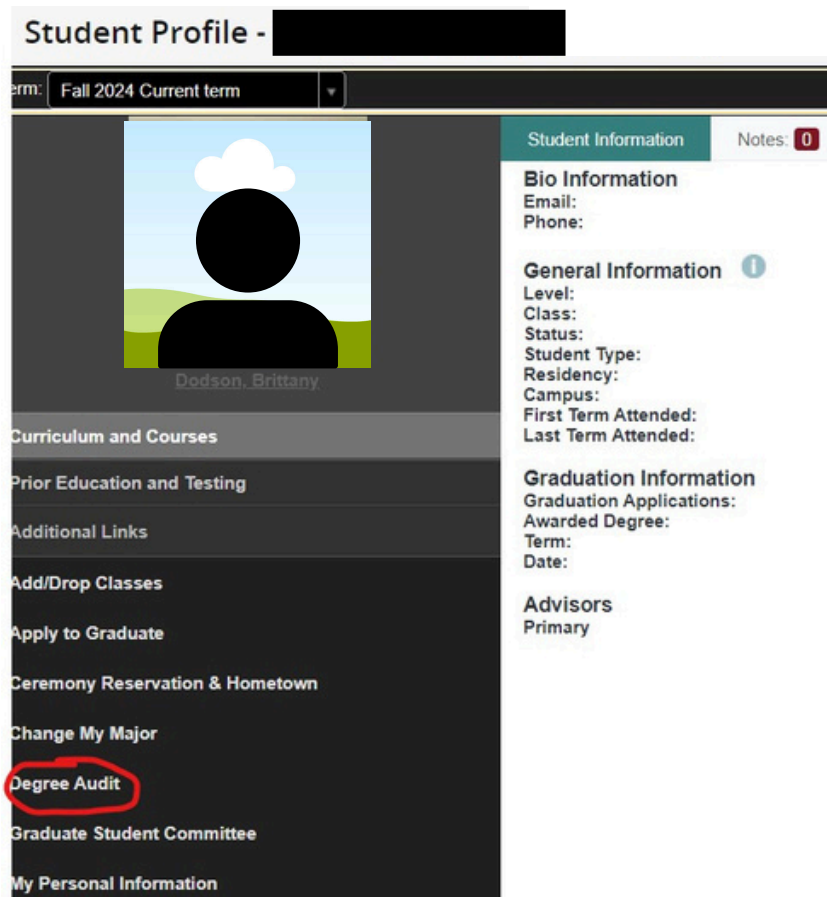 Student Profile -
erm: Fall 2024 Current term
Student Information Notes: 0
Bio Information
Email:
Phone:
General Information i
Level:
Class:
Status:
Student Type:
Residency:
Campus:
First Term Attended:
Last Term Attended:
Graduation Information
Graduation Applications:
Awarded Degree:
Term:
Date:
Advisors
Primary
Dodson, Brittany
Curriculum and Courses
Prior Education and Testing
Additional Links
Add/Drop Classes
Apply to Graduate
Ceremony Reservation & Hometown
Change My Major
Degree Audit
Graduate Student Committee
My Personal Information